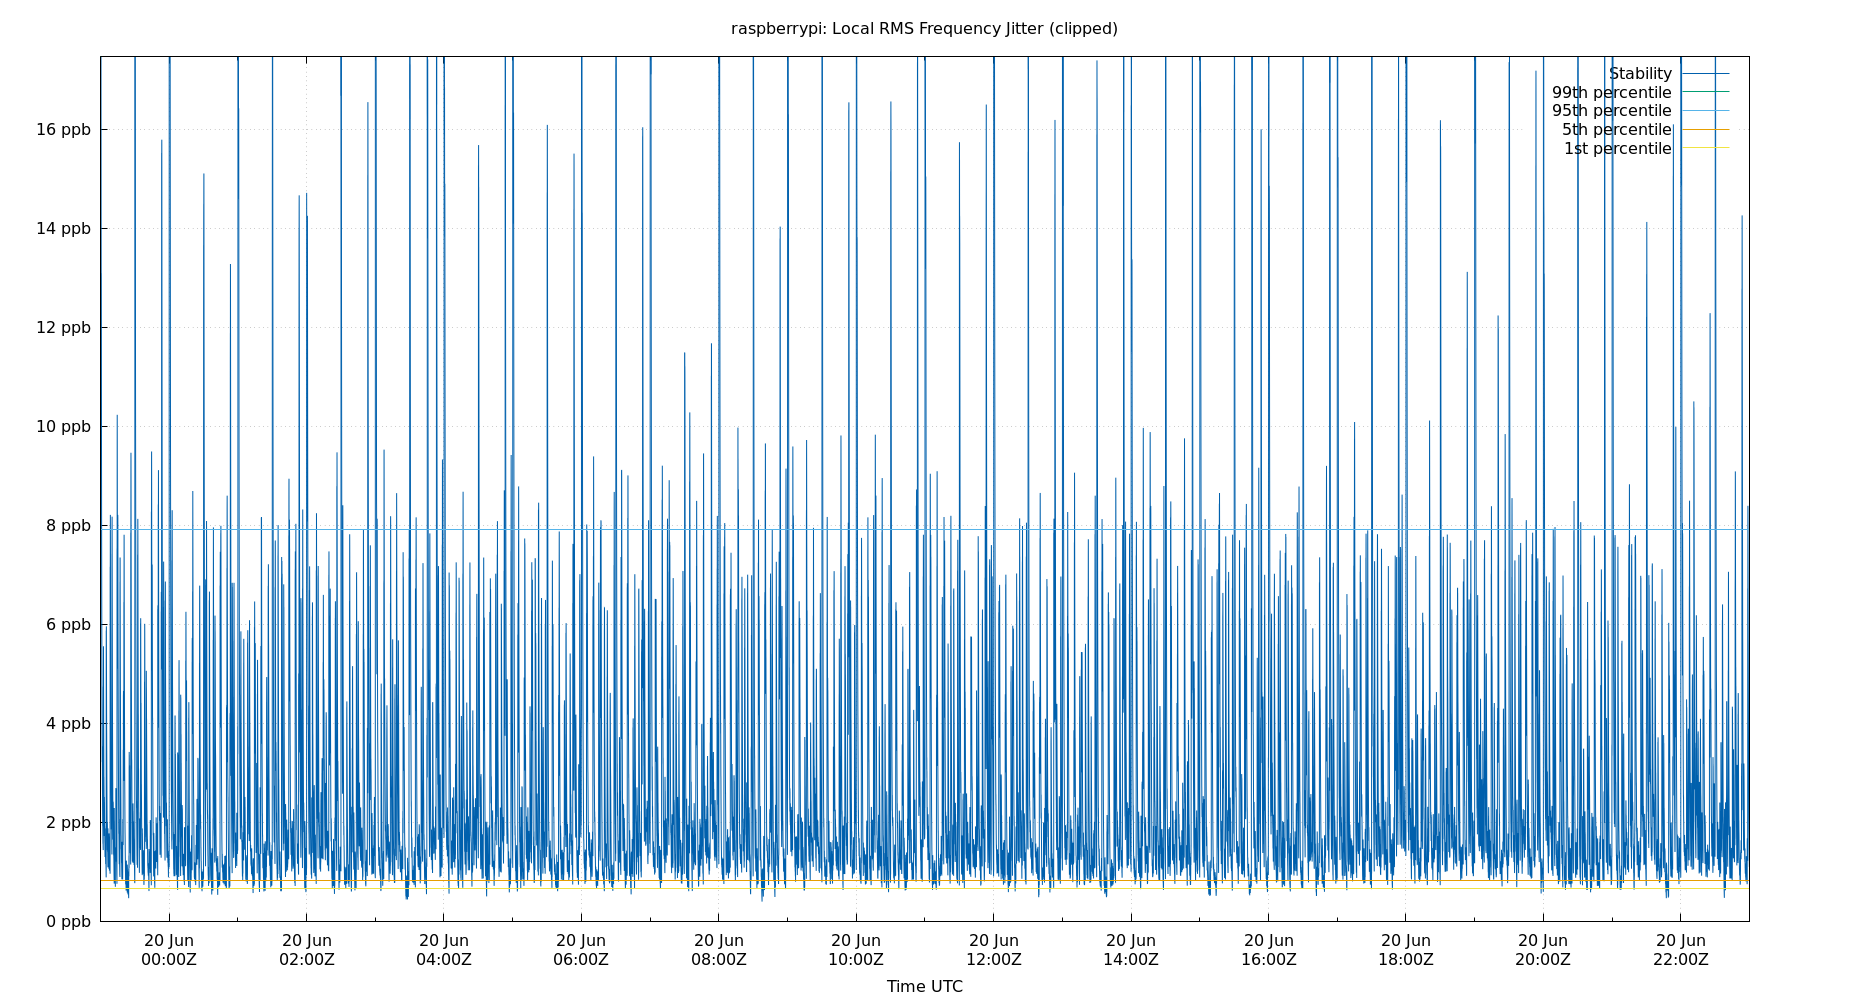 raspberrypi: Local RMS Frequency Jitter (clipped)
Stability
99th percentile
95th percentile
5th percentile
1st percentile
16 ppb
14 ppb
12 ppb
10 ppb
8 ppb
6 ppb
4 ppb
2 ppb
0 ppb
20 Jun 20 Jun 20 Jun 20 Jun 20 Jun 20 Jun 20 Jun 20 Jun 20 Jun 20 Jun 20 Jun 20 Jun
00:00Z 02:00Z 04:00Z 06:00Z 08:00Z 10:00Z 12:00Z 14:00Z 16:00Z 18:00Z 20:00Z 22:00Z
Time UTC